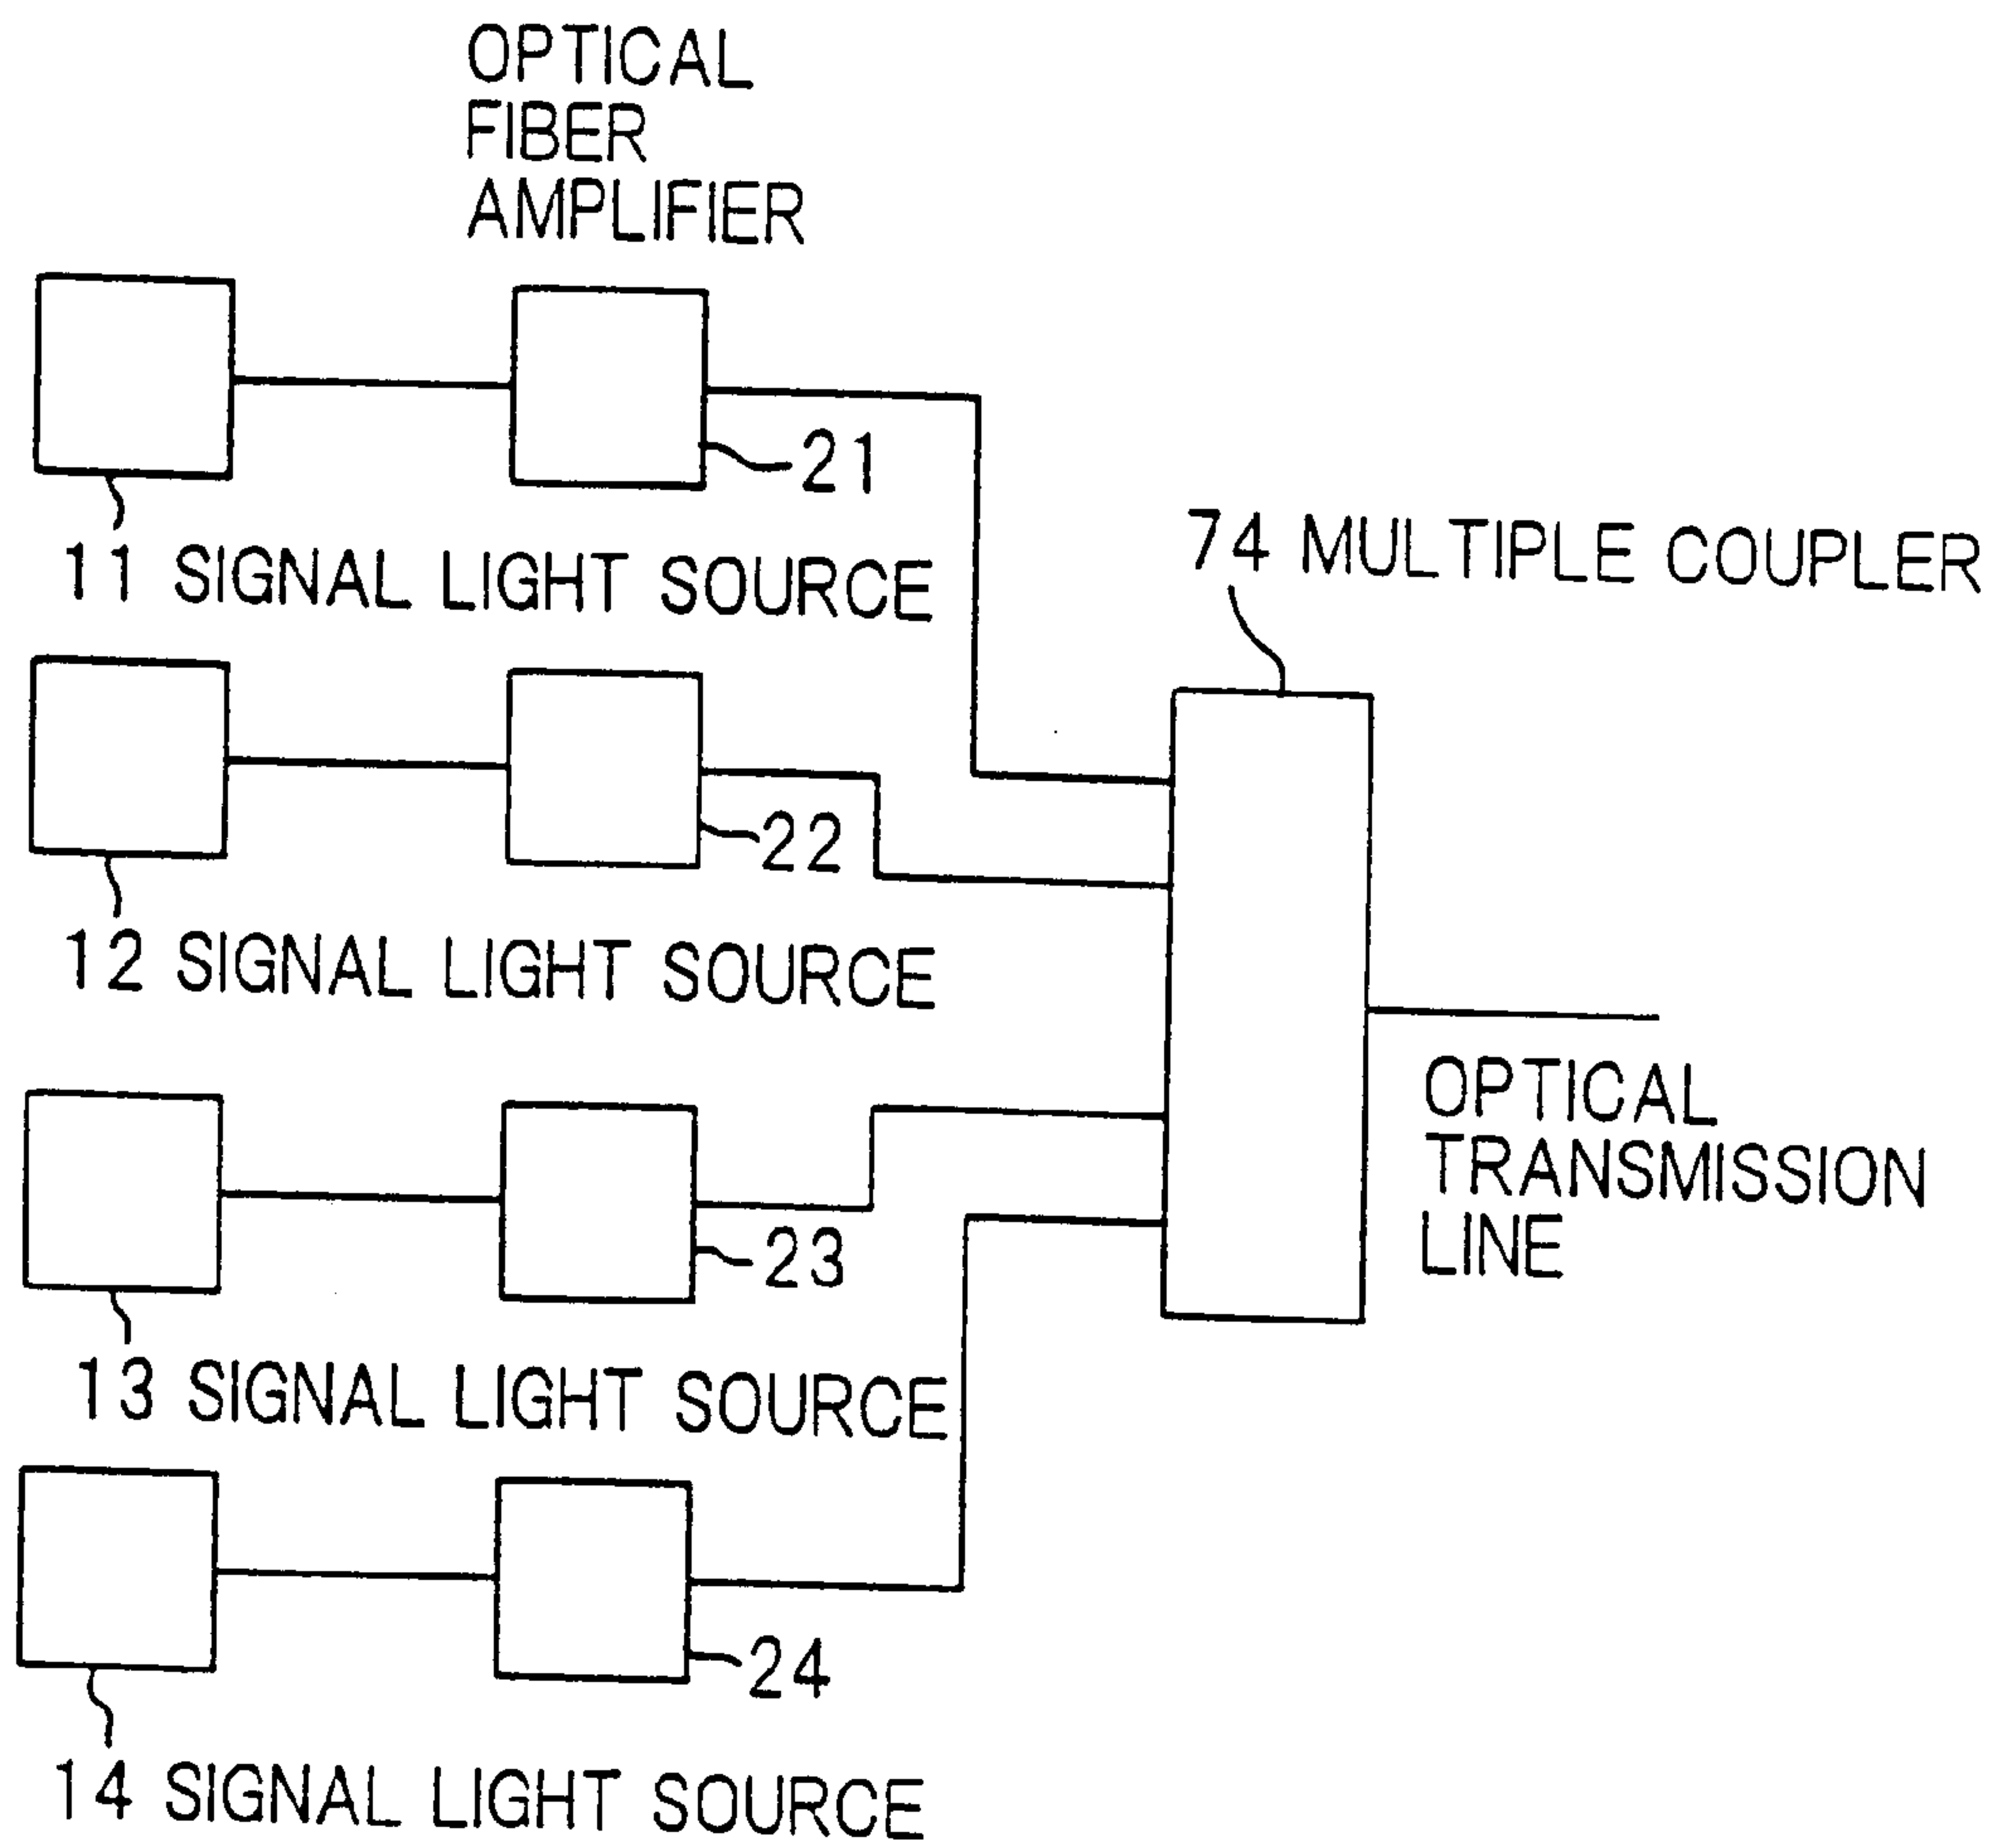 OPTICAL
FIBER
AMPLIFIER
21
11 SIGNAL LIGHT SOURCE
74 MULTIPLE COUPLER
22
12 SIGNAL LIGHT SOURCE
OPTICAL
TRANSMISSION
LINE
23
13 SIGNAL LIGHT SOURCE
24
14 SIGNAL LIGHT SOURCE